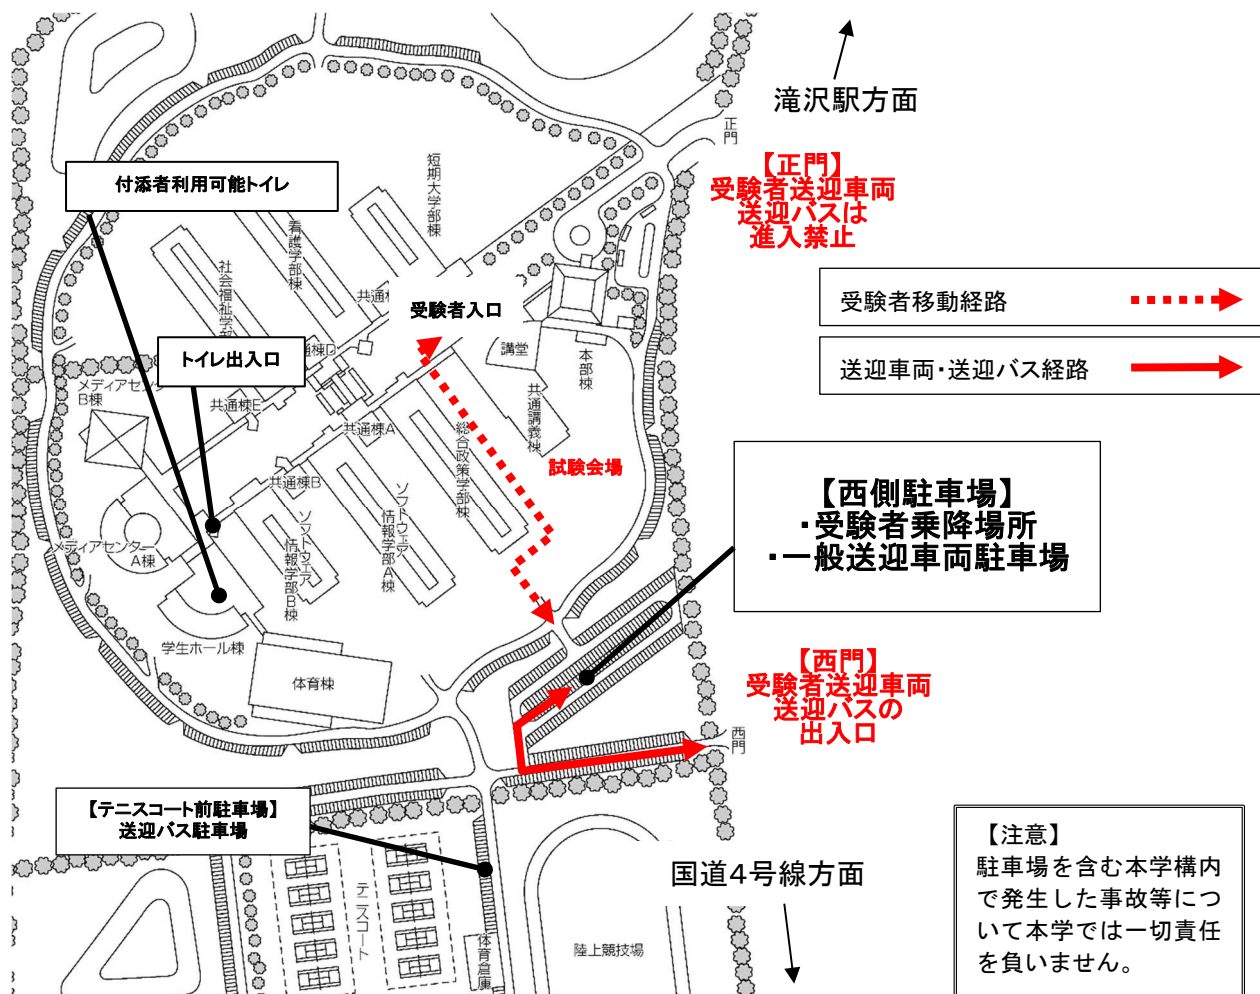 滝沢駅方面
正門
【正門】
受験者送迎車両
送迎バスは
進入禁止
付添者利用可能トイレ
短期大学部棟
看護学部棟
社会福祉学部
共通棟
受験者入口
受験者移動経路
送迎車両・送迎バス経路
トイレ出入口
通棟D
講堂
本部棟
メディアセンタ
B棟
共通棟E
共通棟A
共通講義棟
総合政策学部棟
試験会場
【西側駐車場】
・受験者乗降場所
・一般送迎車両駐車場
共通棟B
ソフトウェア
情報学部A棟
ソフトウェア
情報学部B棟
メディアセンター
A棟
学生ホール棟
体育棟
【西門】
受験者送迎車両
送迎バスの
出入口
西門
【テニスコート前駐車場】
送迎バス駐車場
テニスコート
体育倉庫
陸上競技場
国道4号線方面
【注意】
駐車場を含む本学構内
で発生した事故等につ
いて本学では一切責任
を負いません。